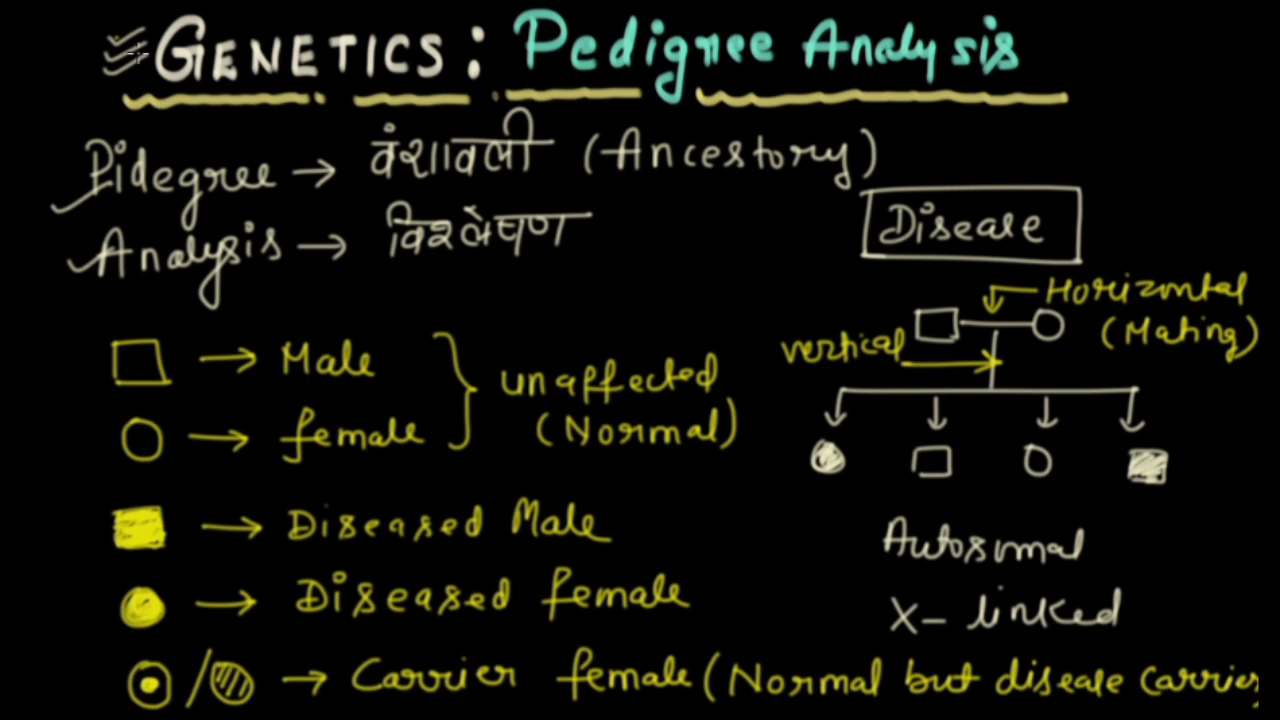 GENETICS: Pedigree Analysis
Pidegree → वंशावली (Ancestory)
Analysis → विश्लेषण
Disease
Horizontal
(Mating)
vertical
Male
female
unaffected
(Normal)
Diseased Male
Diseased female
Autosomal
X- linked
Carrier female (Normal but disease carrier